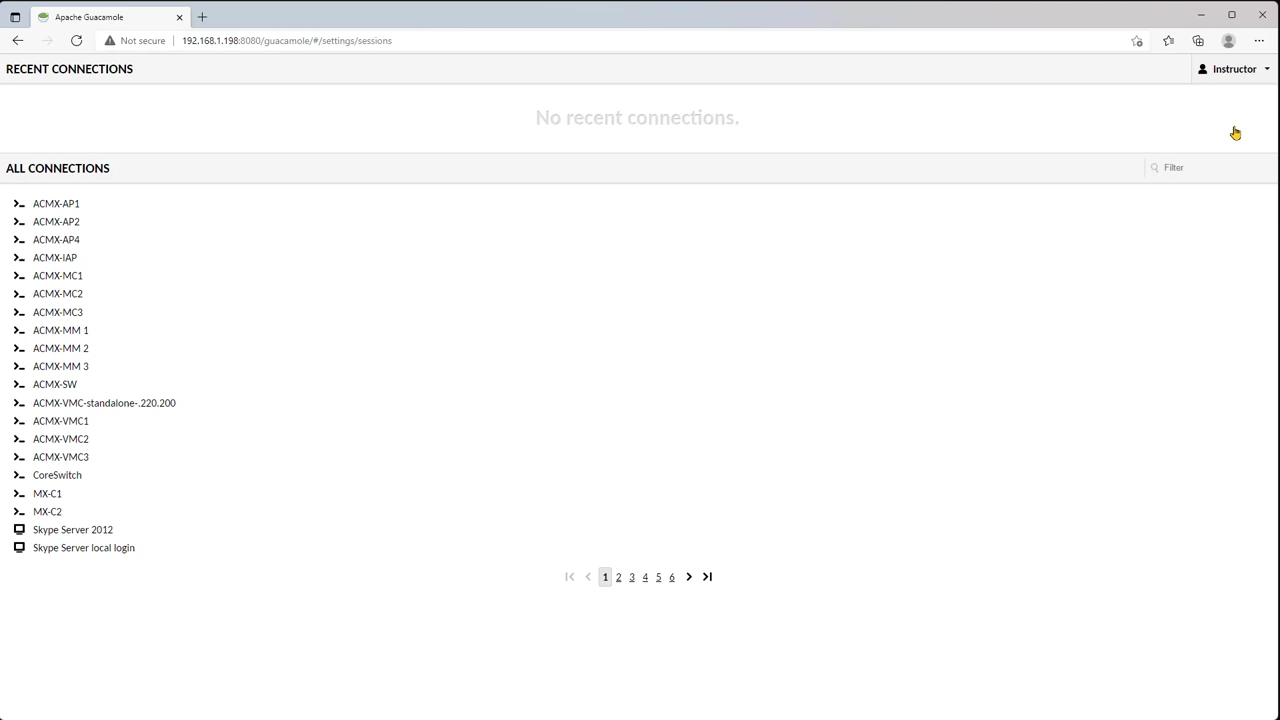 Apache Guacamole
Not secure
192.168.1.198:8080/guacamole/#/settings/sessions
RECENT CONNECTIONS
Instructor
No recent connections.
ALL CONNECTIONS
Filter
ACMX-AP1
ACMX-AP2
ACMX-AP4
ACMX-IAP
ACMX-MC1
ACMX-MC2
ACMX-MC3
ACMX-MM 1
ACMX-MM 2
ACMX-MM 3
ACMX-SW
ACMX-VMC-standalone-.220.200
ACMX-VMC1
ACMX-VMC2
ACMX-VMC3
CoreSwitch
MX-C1
MX-C2
Skype Server 2012
Skype Server local login
1 2 3 4 5 6